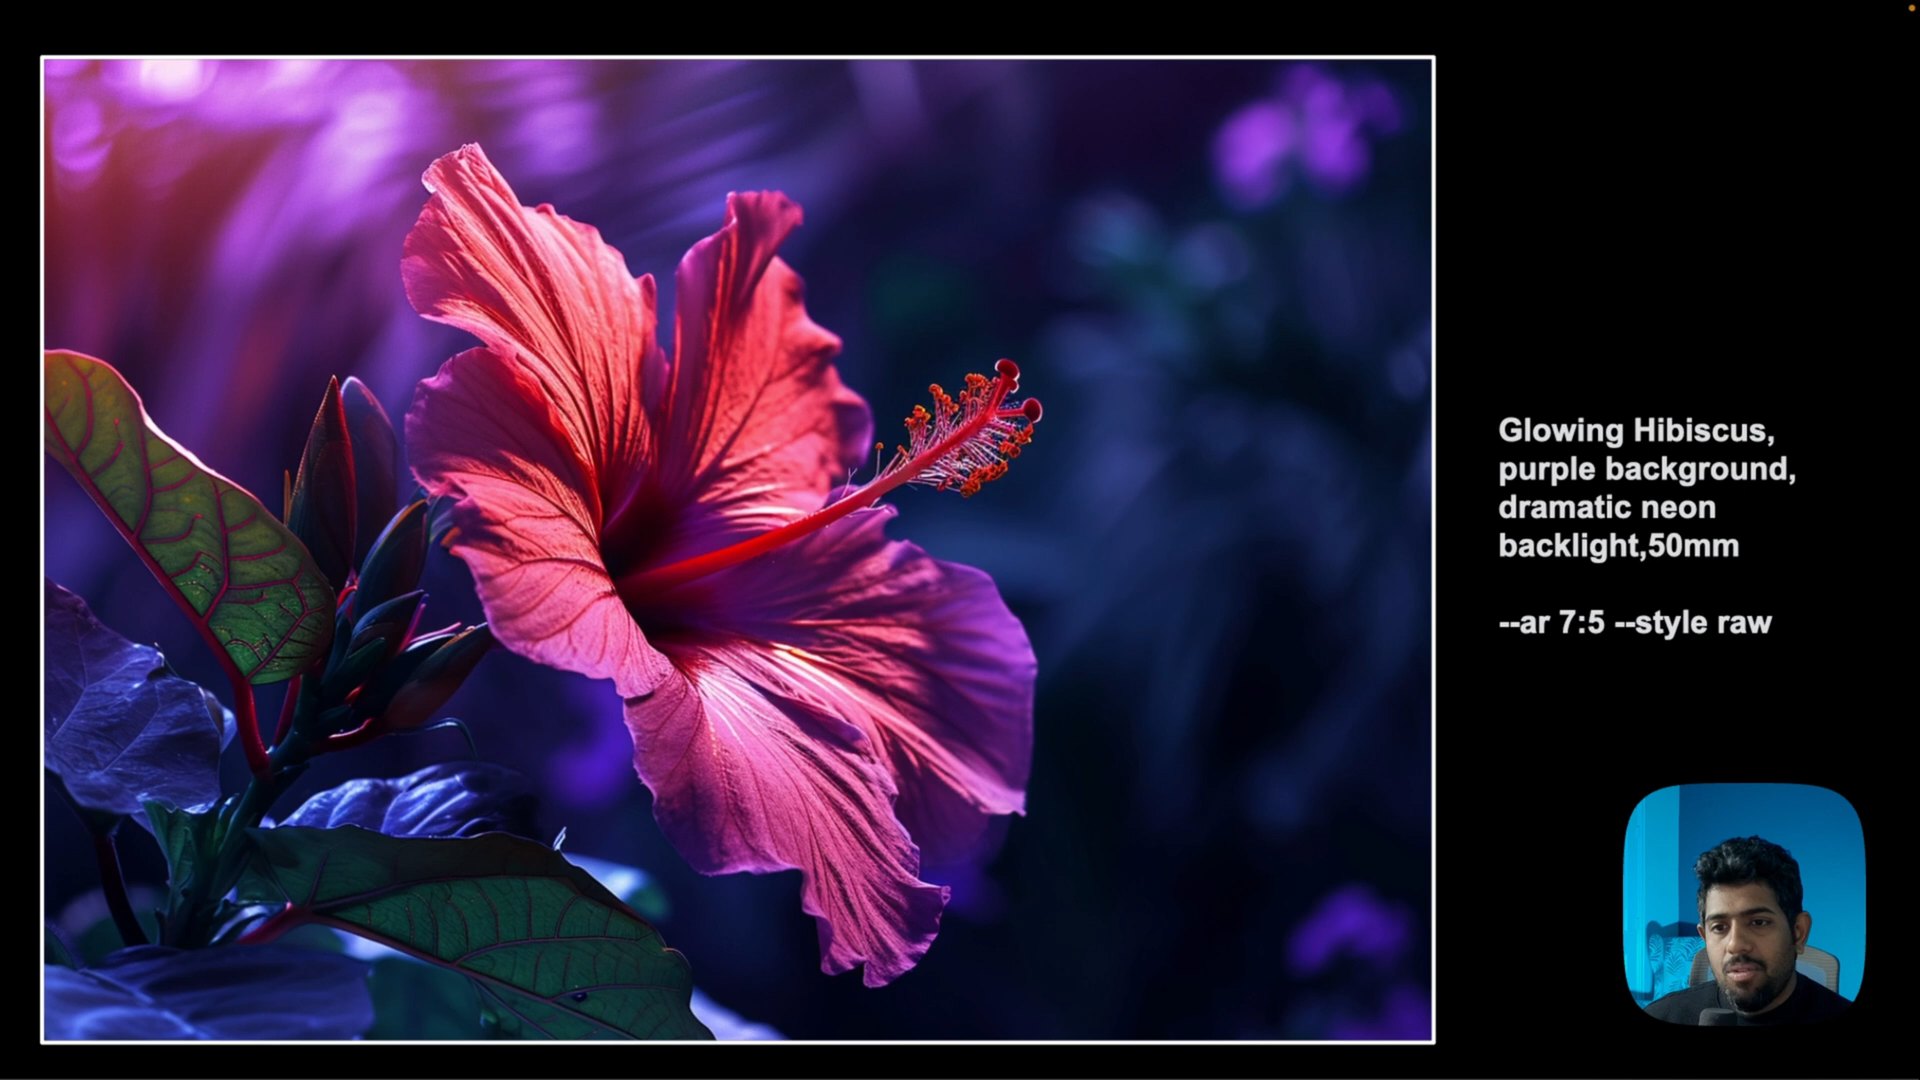 Glowing Hibiscus,
purple background,
dramatic neon
backlight,50mm
--ar 7:5 --style raw